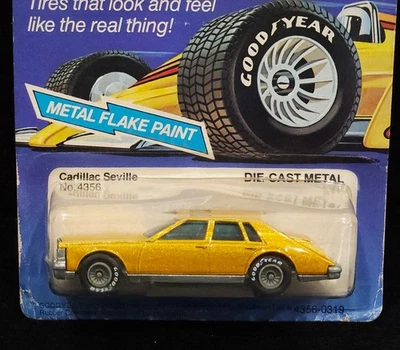 Tires that look and feel
like the real thing!
GOODYEAR
METAL FLAKE PAINT
Cadillac Seville
No. 4356
DIE-CAST METAL
GOODYEAR
GOODYEAR
4356-0319